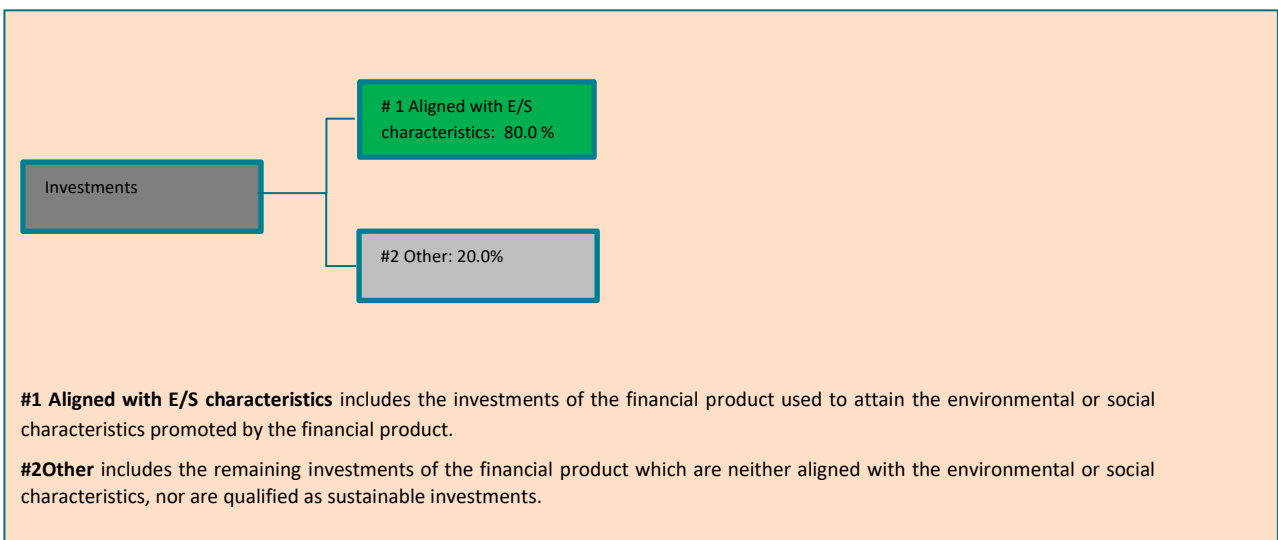 # 1 Aligned with E/S
characteristics:  80.0 %
Investments
#2 Other: 20.0%
#1 Aligned with E/S characteristics includes the investments of the financial product used to attain the environmental or social
characteristics promoted by the financial product.
#2Other includes the remaining investments of the financial product which are neither aligned with the environmental or social
characteristics, nor are qualified as sustainable investments.